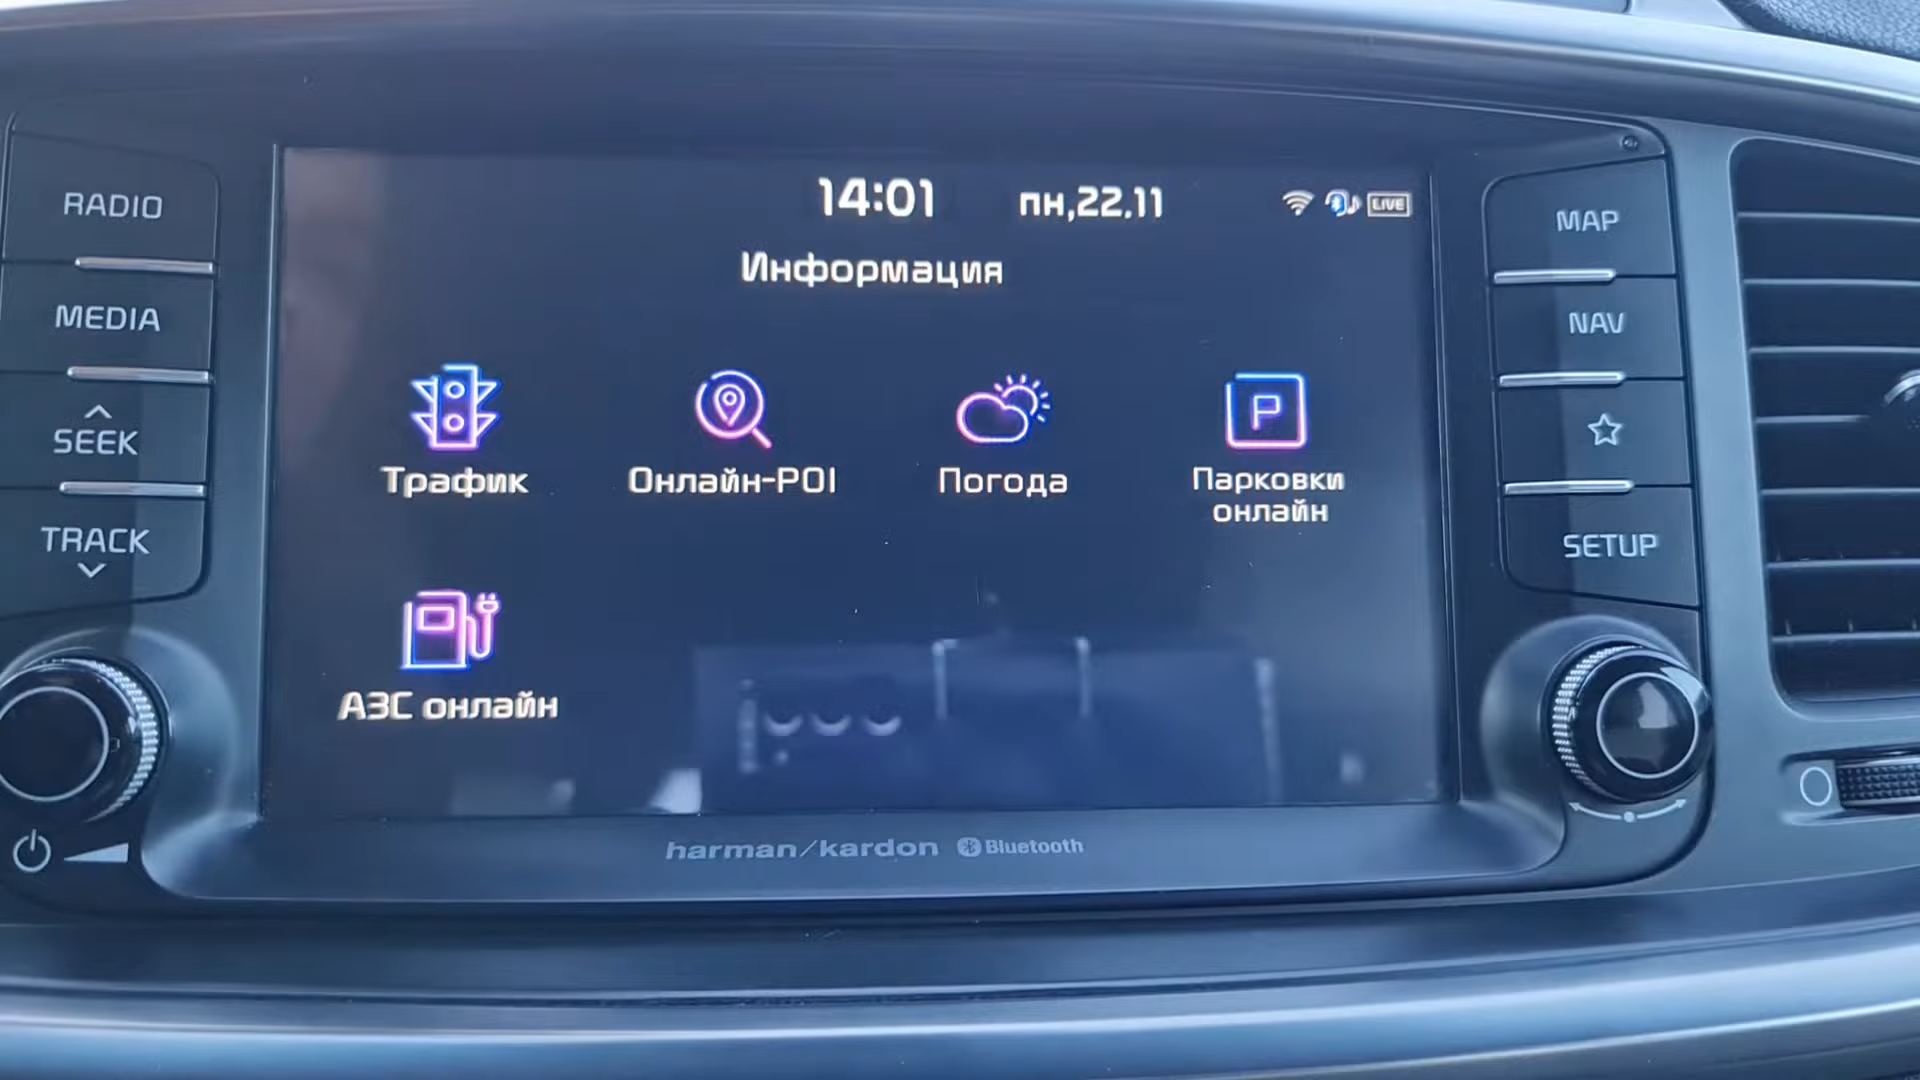 14:01 пн,22.11 LIVE
Информация
Трафик Онлайн-POI Погода Парковки
онлайн
АЗС онлайн
RADIO
MEDIA
SEEK
TRACK
MAP
NAV
SETUP
harman/kardon Bluetooth